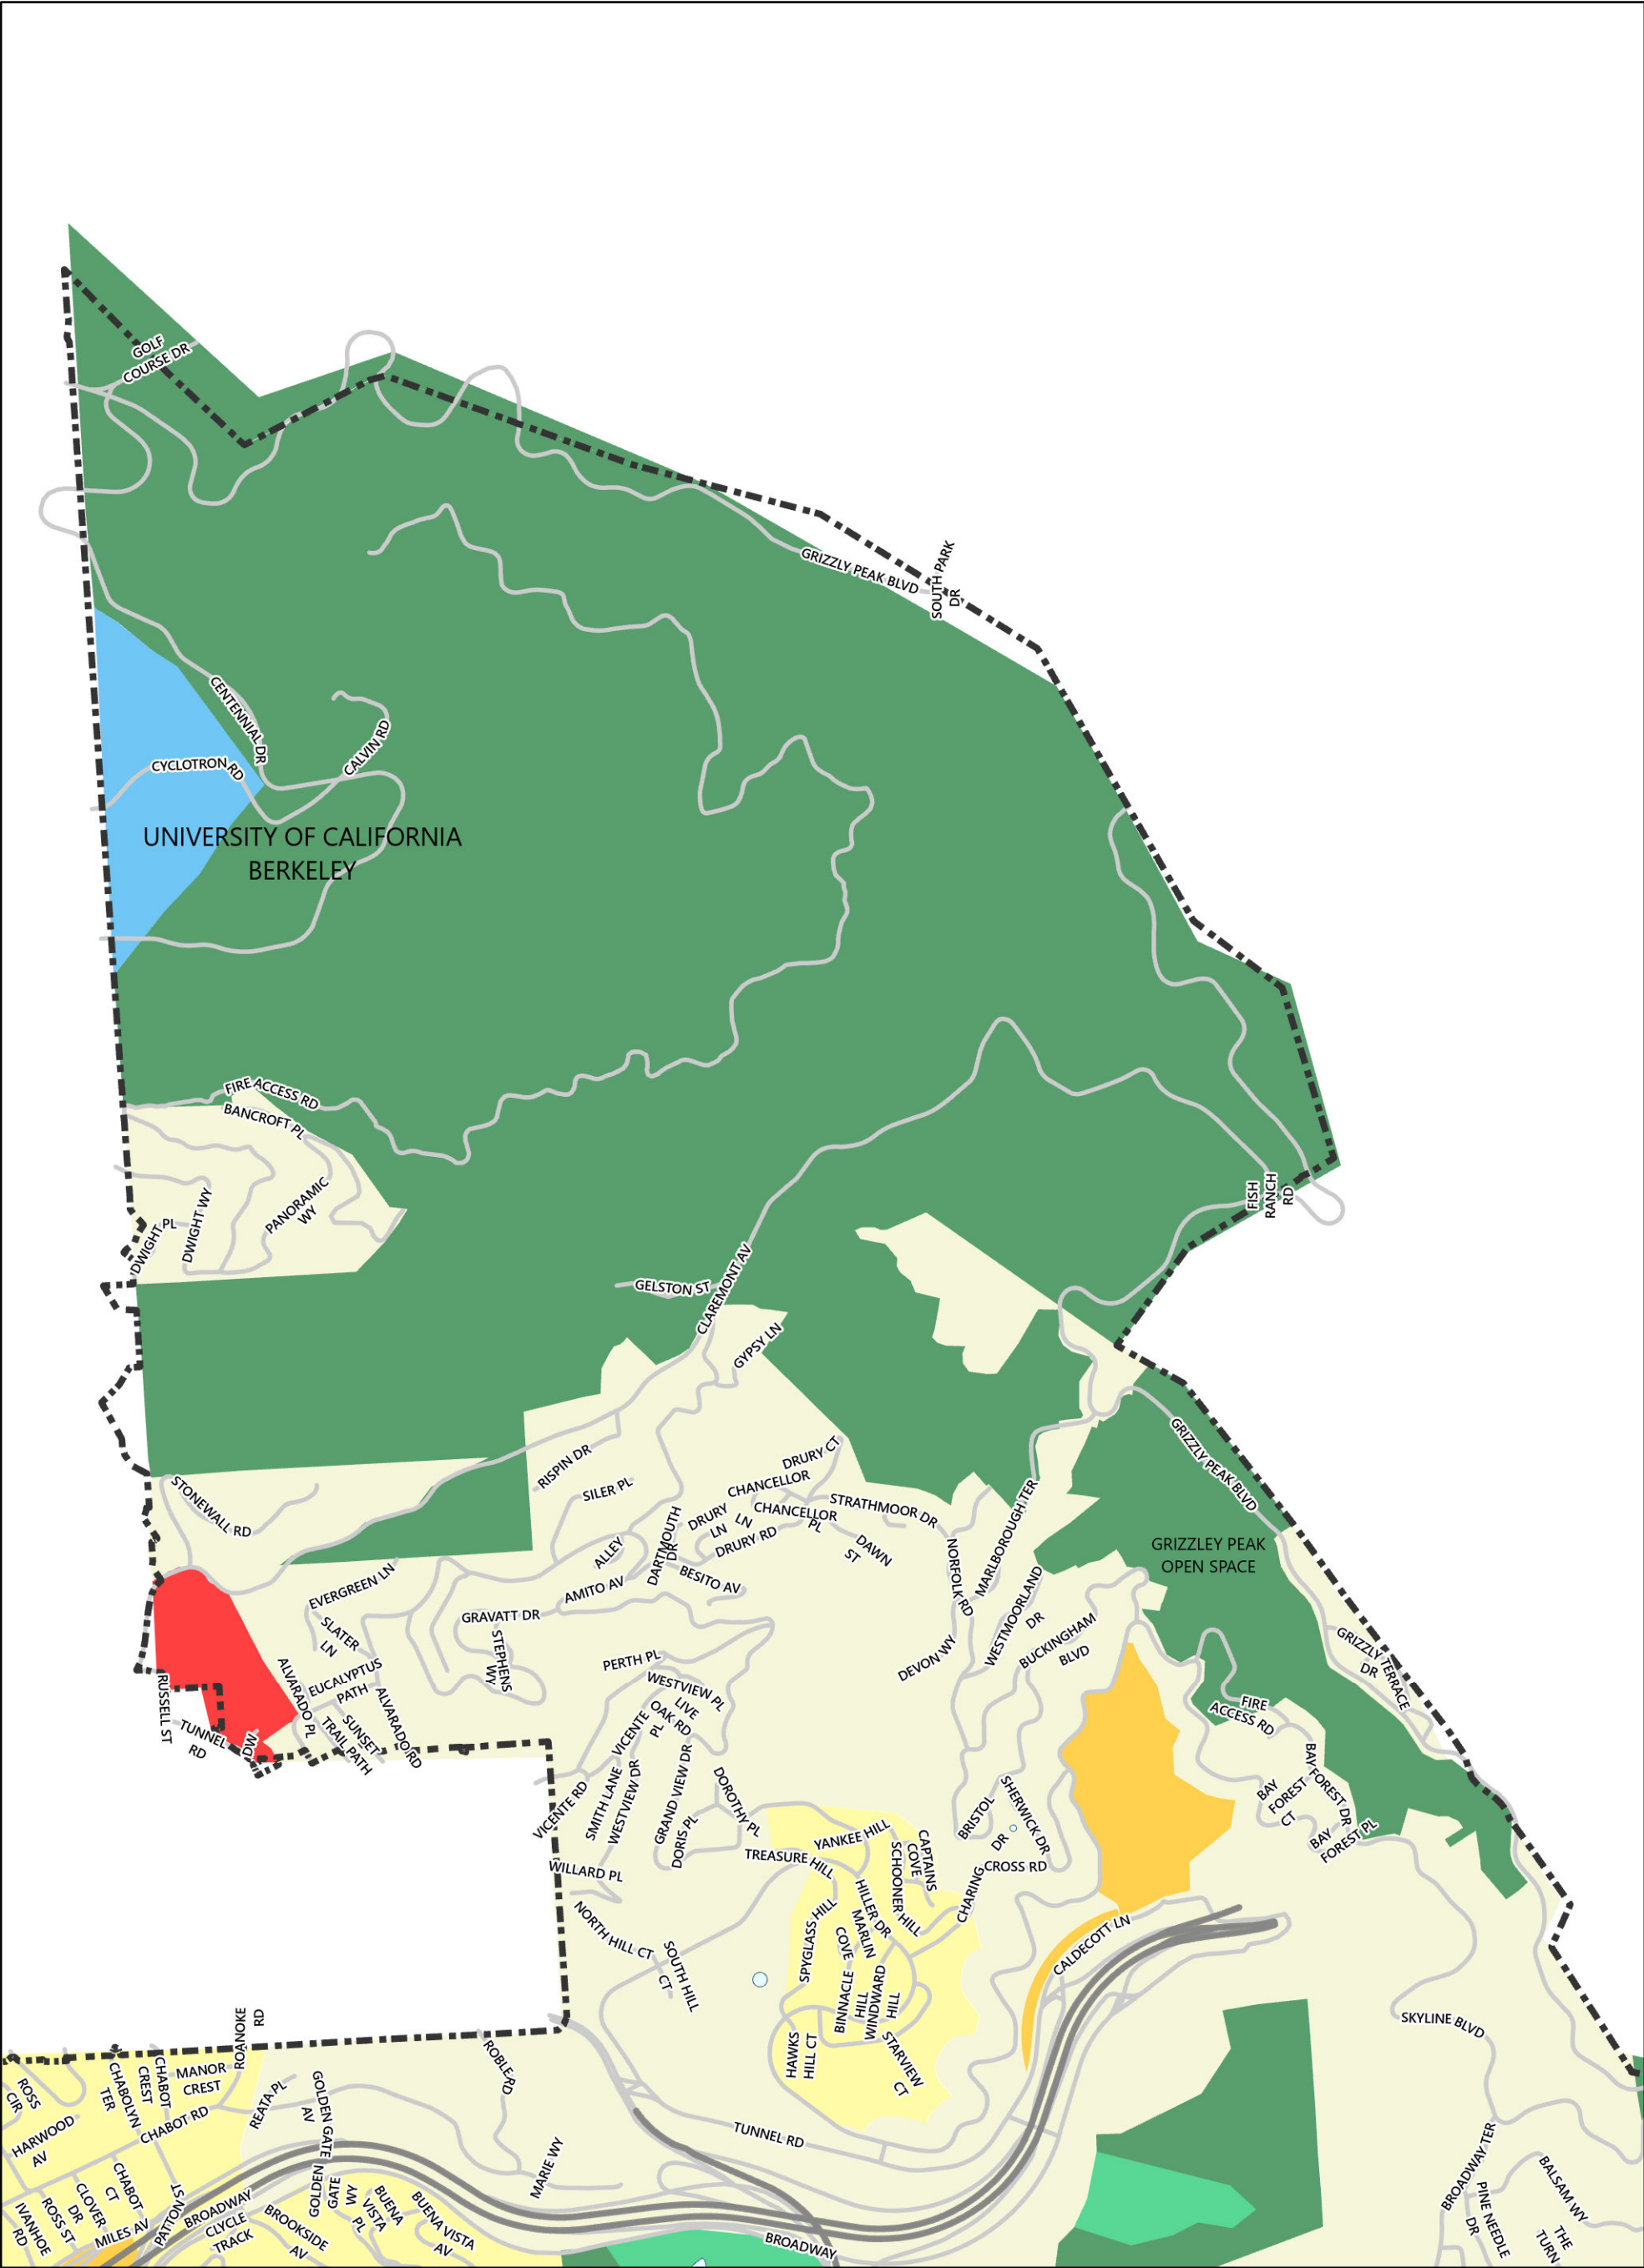 GOLF
COURSE DR
GRIZZLY PEAK BLVD
SOUTH PARK
DR
CENTENNIAL DR
CALVIN RD
CYCLOTRON RD
UNIVERSITY OF CALIFORNIA
BERKELEY
FIRE ACCESS RD
BANCROFT PL
PANORAMIC
WY
DWIGHT WY
DWIGHT PL
FISH
RANCH
RD
GELSTON ST
CLAREMONT AV
GYPSY LN
GRIZZLY PEAK BLVD
RISPIN DR
SILER PL
DRURY CT
CHANCELLOR
LN
CHANCELLOR
PL
STRATHMOOR DR
STONEWALL RD
DRURY
LN
DRURY RD
DARTMOUTH
DR
ALLEY
DAWN
ST
NORFOLK RD
MARLBOROUGH TER
GRIZZLEY PEAK
OPEN SPACE
EVERGREEN LN
AMITO AV
BESITO AV
GRAVATT DR
STEPHENS
WY
WESTMOORLAND
DR
BUCKINGHAM
BLVD
DEVON WY
GRIZZLY TERRACE
DR
SLATER
LN
EUCALYPTUS
PATH
ALVARADO PL
ALVARADO RD
SUNSET
TRAIL PATH
RUSSELL ST
TUNNEL
RD
DW
PERTH PL
WESTVIEW PL
LIVE
OAK RD
VICENTE
PL
FIRE
ACCESS RD
BAY FOREST DR
BAY
FOREST
CT
BAY
FOREST PL
VICENTE RD
SMITH LANE
WESTVIEW DR
GRAND VIEW DR
DORIS PL
DOROTHY PL
BRISTOL
DR
SHERWICK DR
CHARING
CROSS RD
WILLARD PL
YANKEE HILL
TREASURE HILL
CAPTAINS
COVE
SCHOONER HILL
HILLER DR
SPYGLASS HILL
MARLIN
COVE
BINNACLE
HILL
WINDWARD
HILL
HAWKS
HILL CT
STARVIEW
CT
NORTH HILL CT
SOUTH HILL
CT
CALDECOTT LN
SKYLINE BLVD
ROANOKE
RD
ROBLE RD
ROSS
CIR
HARWOOD
AV
CHABOLYN
TER
CHABOT
CREST
MANOR
CREST
CHABOT RD
REATA PL
GOLDEN GATE
AV
TUNNEL RD
MARIE WY
CHABOT
CT
CLOVER
DR
ROSS ST
IVANHOE
RD
MILES AV
PATTON ST
BROADWAY
CLYCLE
TRACK
GOLDEN
GATE
WY
BROOKSIDE
AV
BUENA
VISTA
PL
BUENA VISTA
AV
BROADWAY
BROADWAY TER
PINE NEEDLE
DR
BALSAM WY
THE
TURN